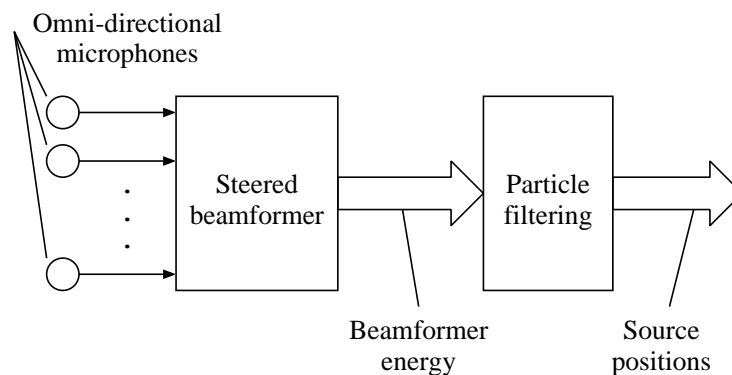 Omni-directional
microphones
Steered
beamformer
Particle
filtering
Beamformer
energy
Source
positions